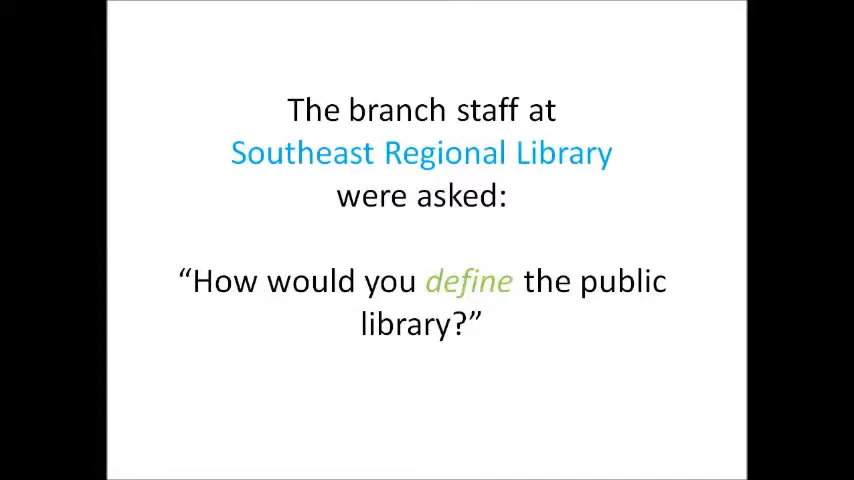 The branch staff at
Southeast Regional Library
were asked:
“How would you define the public
library?”